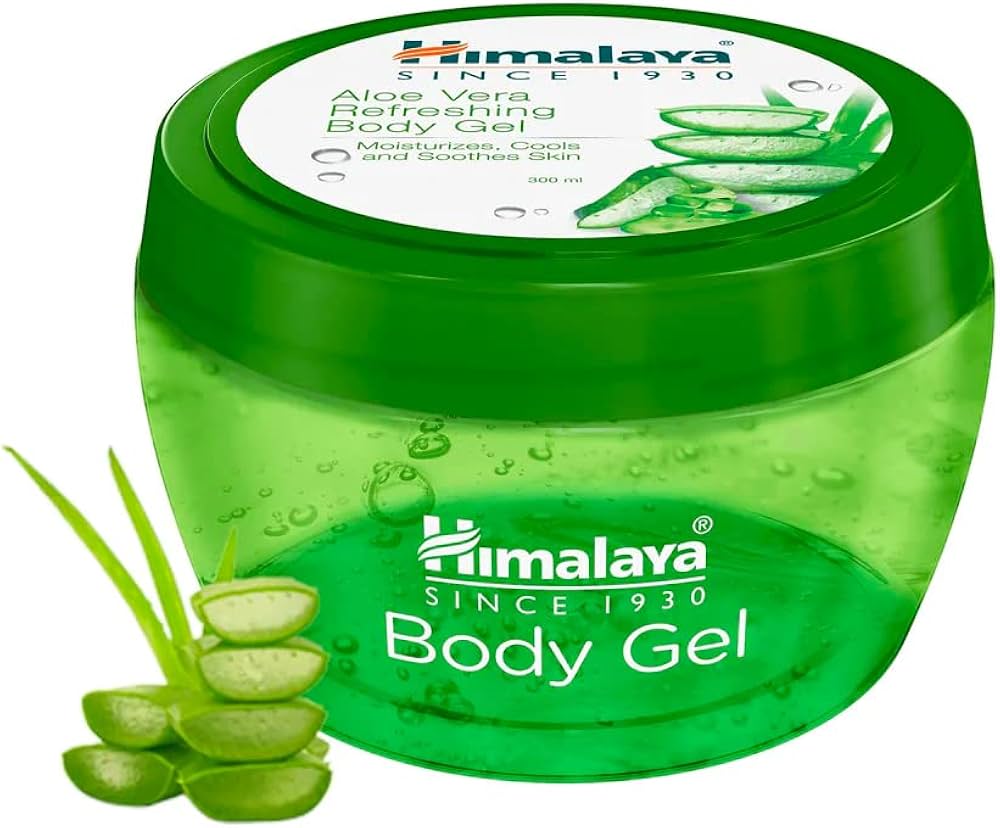 Himalaya®
SINCE 1930
Aloe Vera
Refreshing
Body Gel
Moisturizes, Cools
and Soothes Skin
300 ml
Himalaya®
SINCE 1930
Body Gel